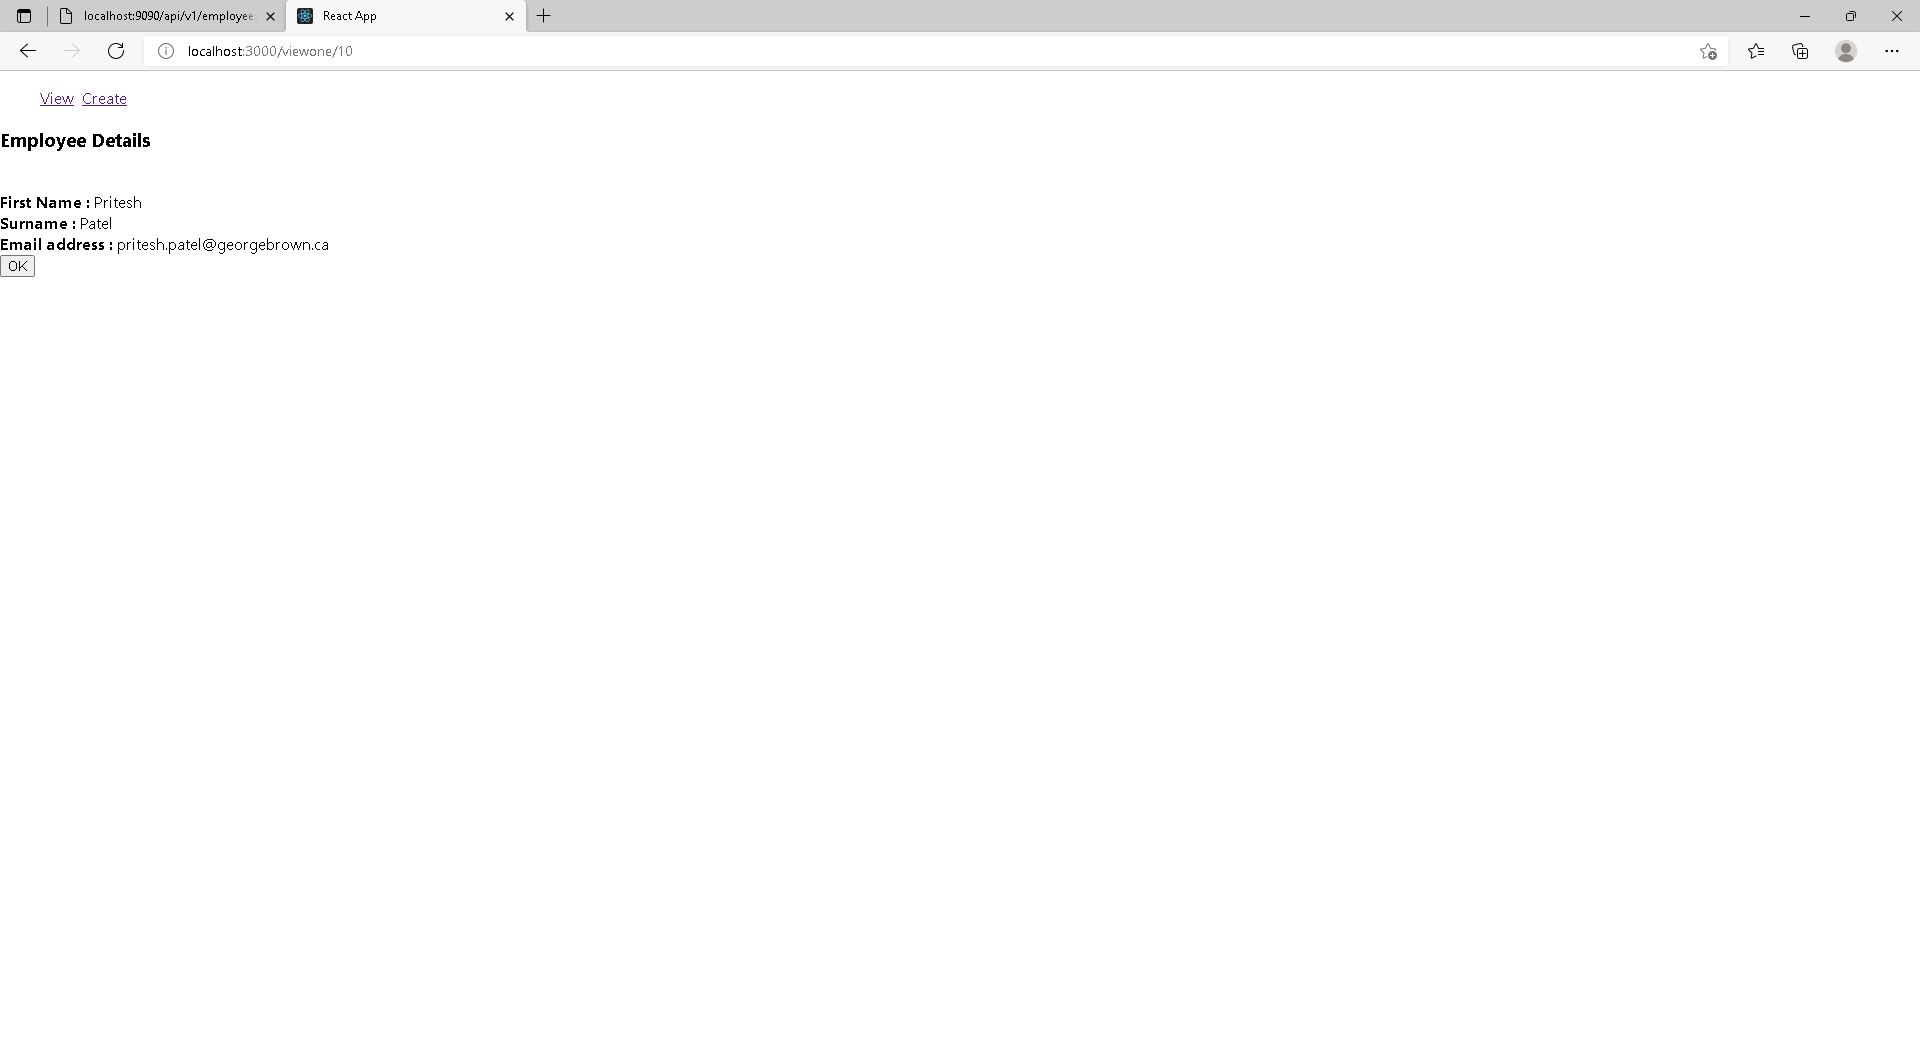 localhost:9090/api/v1/employee
React App
localhost:3000/viewone/10
View Create
Employee Details
First Name : Pritesh
Surname : Patel
Email address : pritesh.patel@georgebrown.ca
OK